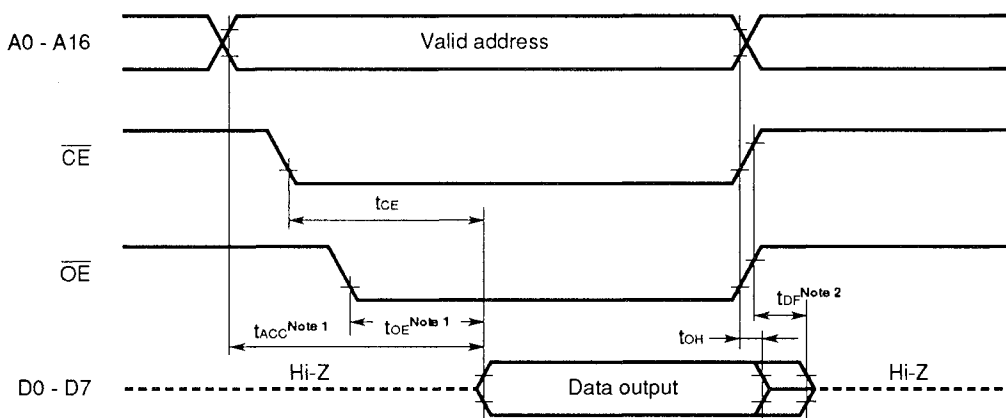 A0 - A16
Valid address
CE
tCE
OE
tDF Note 2
tACC Note 1
tOE Note 1
tOH
Hi-Z
Hi-Z
D0 - D7
Data output